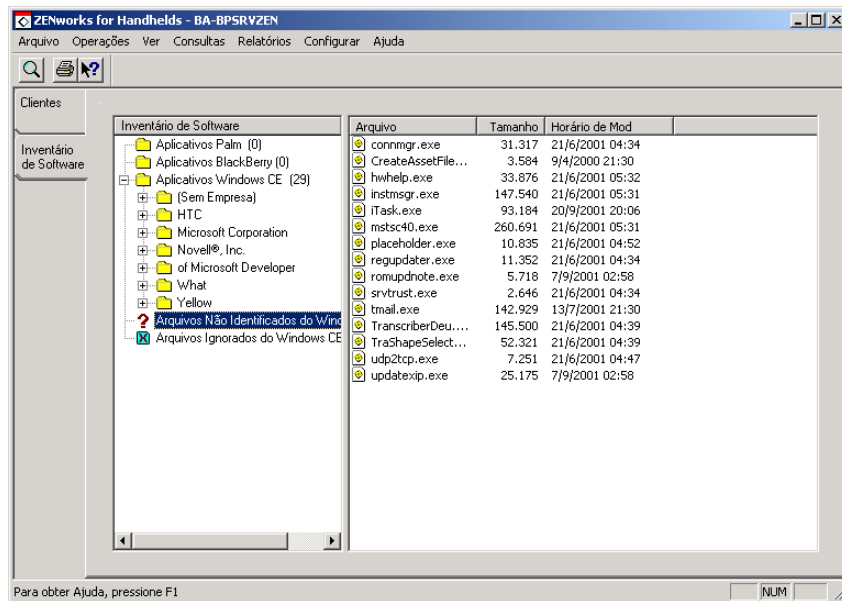 ZENworks for Handhelds - BA-BPSRVZEN
Arquivo Operações Ver Consultas Relatórios Configurar Ajuda
Clientes
Inventário de Software
Inventário de Software
Aplicativos Palm (0)
Aplicativos BlackBerry (0)
Aplicativos Windows CE (29)
(Sem Empresa)
HTC
Microsoft Corporation
Novell®, Inc.
of Microsoft Developer
What
Yellow
Arquivos Não Identificados do Wind
Arquivos Ignorados do Windows CE
Arquivo Tamanho Horário de Mod
connmgr.exe 31.317 21/6/2001 04:34
CreateAssetFile... 3.584 9/4/2000 21:30
hwhelp.exe 33.876 21/6/2001 05:32
instmsgr.exe 147.540 21/6/2001 05:31
iTask.exe 93.184 20/9/2001 20:06
mstsc40.exe 260.691 21/6/2001 05:31
placeholder.exe 10.835 21/6/2001 04:52
regupdater.exe 11.352 21/6/2001 04:34
romupdnote.exe 5.718 7/9/2001 02:58
srvtrust.exe 2.646 21/6/2001 04:34
tmail.exe 142.929 13/7/2001 21:30
TranscriberDeu.... 145.500 21/6/2001 04:39
TraShapeSelect... 52.321 21/6/2001 04:39
udp2tcp.exe 7.251 21/6/2001 04:47
updatexip.exe 25.175 7/9/2001 02:58
Para obter Ajuda, pressione F1
NUM